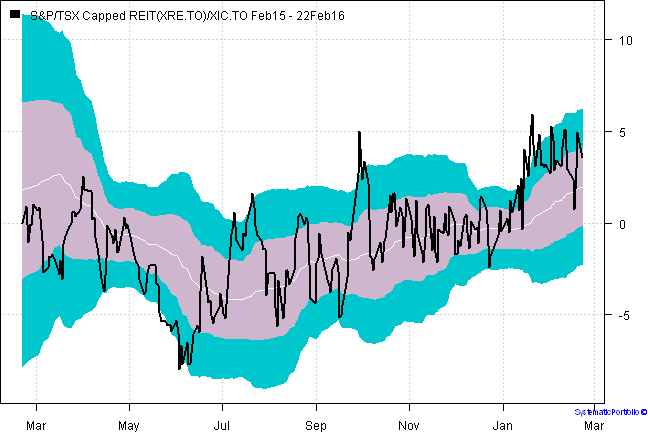 S&P/TSX Capped REIT(XRE.TO)/XIC.TO Feb15 - 22Feb16
10
5
0
-5
Mar May Jul Sep Nov Jan Mar
SystematicPortfolio ©